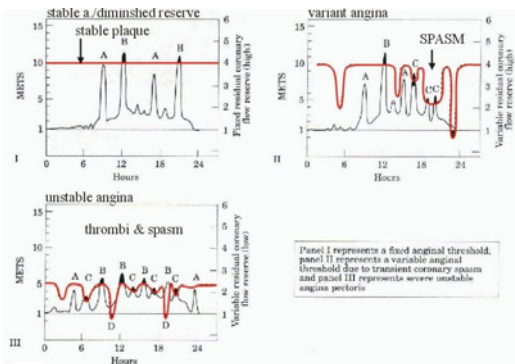 stable a./diminshed reserve
stable plaque
15
10
5
1
METS
6
5
4
3
2
1
Fixed residual coronary
flow reserve (high)
A
B
A
B
0
6
12
18
24
Hours
I
variant angina
SPASM
15
10
5
1
METS
6
5
4
3
2
1
Variable residual coronary
flow reserve (high)
A
B
A
C
C
C
0
6
12
18
24
Hours
II
unstable angina
thrombi & spasm
15
10
5
1
METS
6
5
4
3
2
1
Variable residual coronary
flow reserve (low)
A
C
B
B
A
C
B
C
B
B
C
A
D
D
0
6
12
18
24
Hours
III
Panel I represents a fixed anginal threshold,
panel II represents a variable anginal
threshold due to transient coronary spasm
and panel III represents severe unstable
angina pectoris